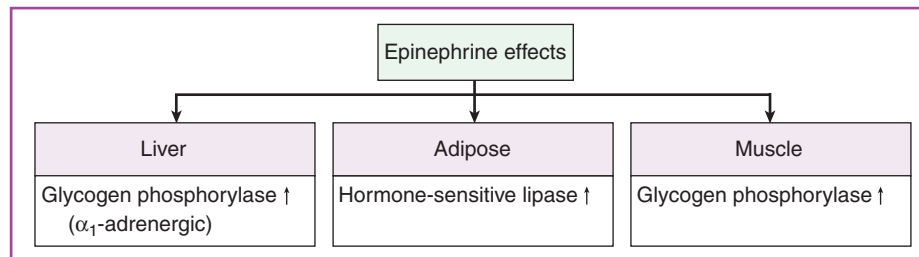 Epinephrine effects
Liver
Glycogen phosphorylase ↑
(α₁-adrenergic)
Adipose
Hormone-sensitive lipase ↑
Muscle
Glycogen phosphorylase ↑